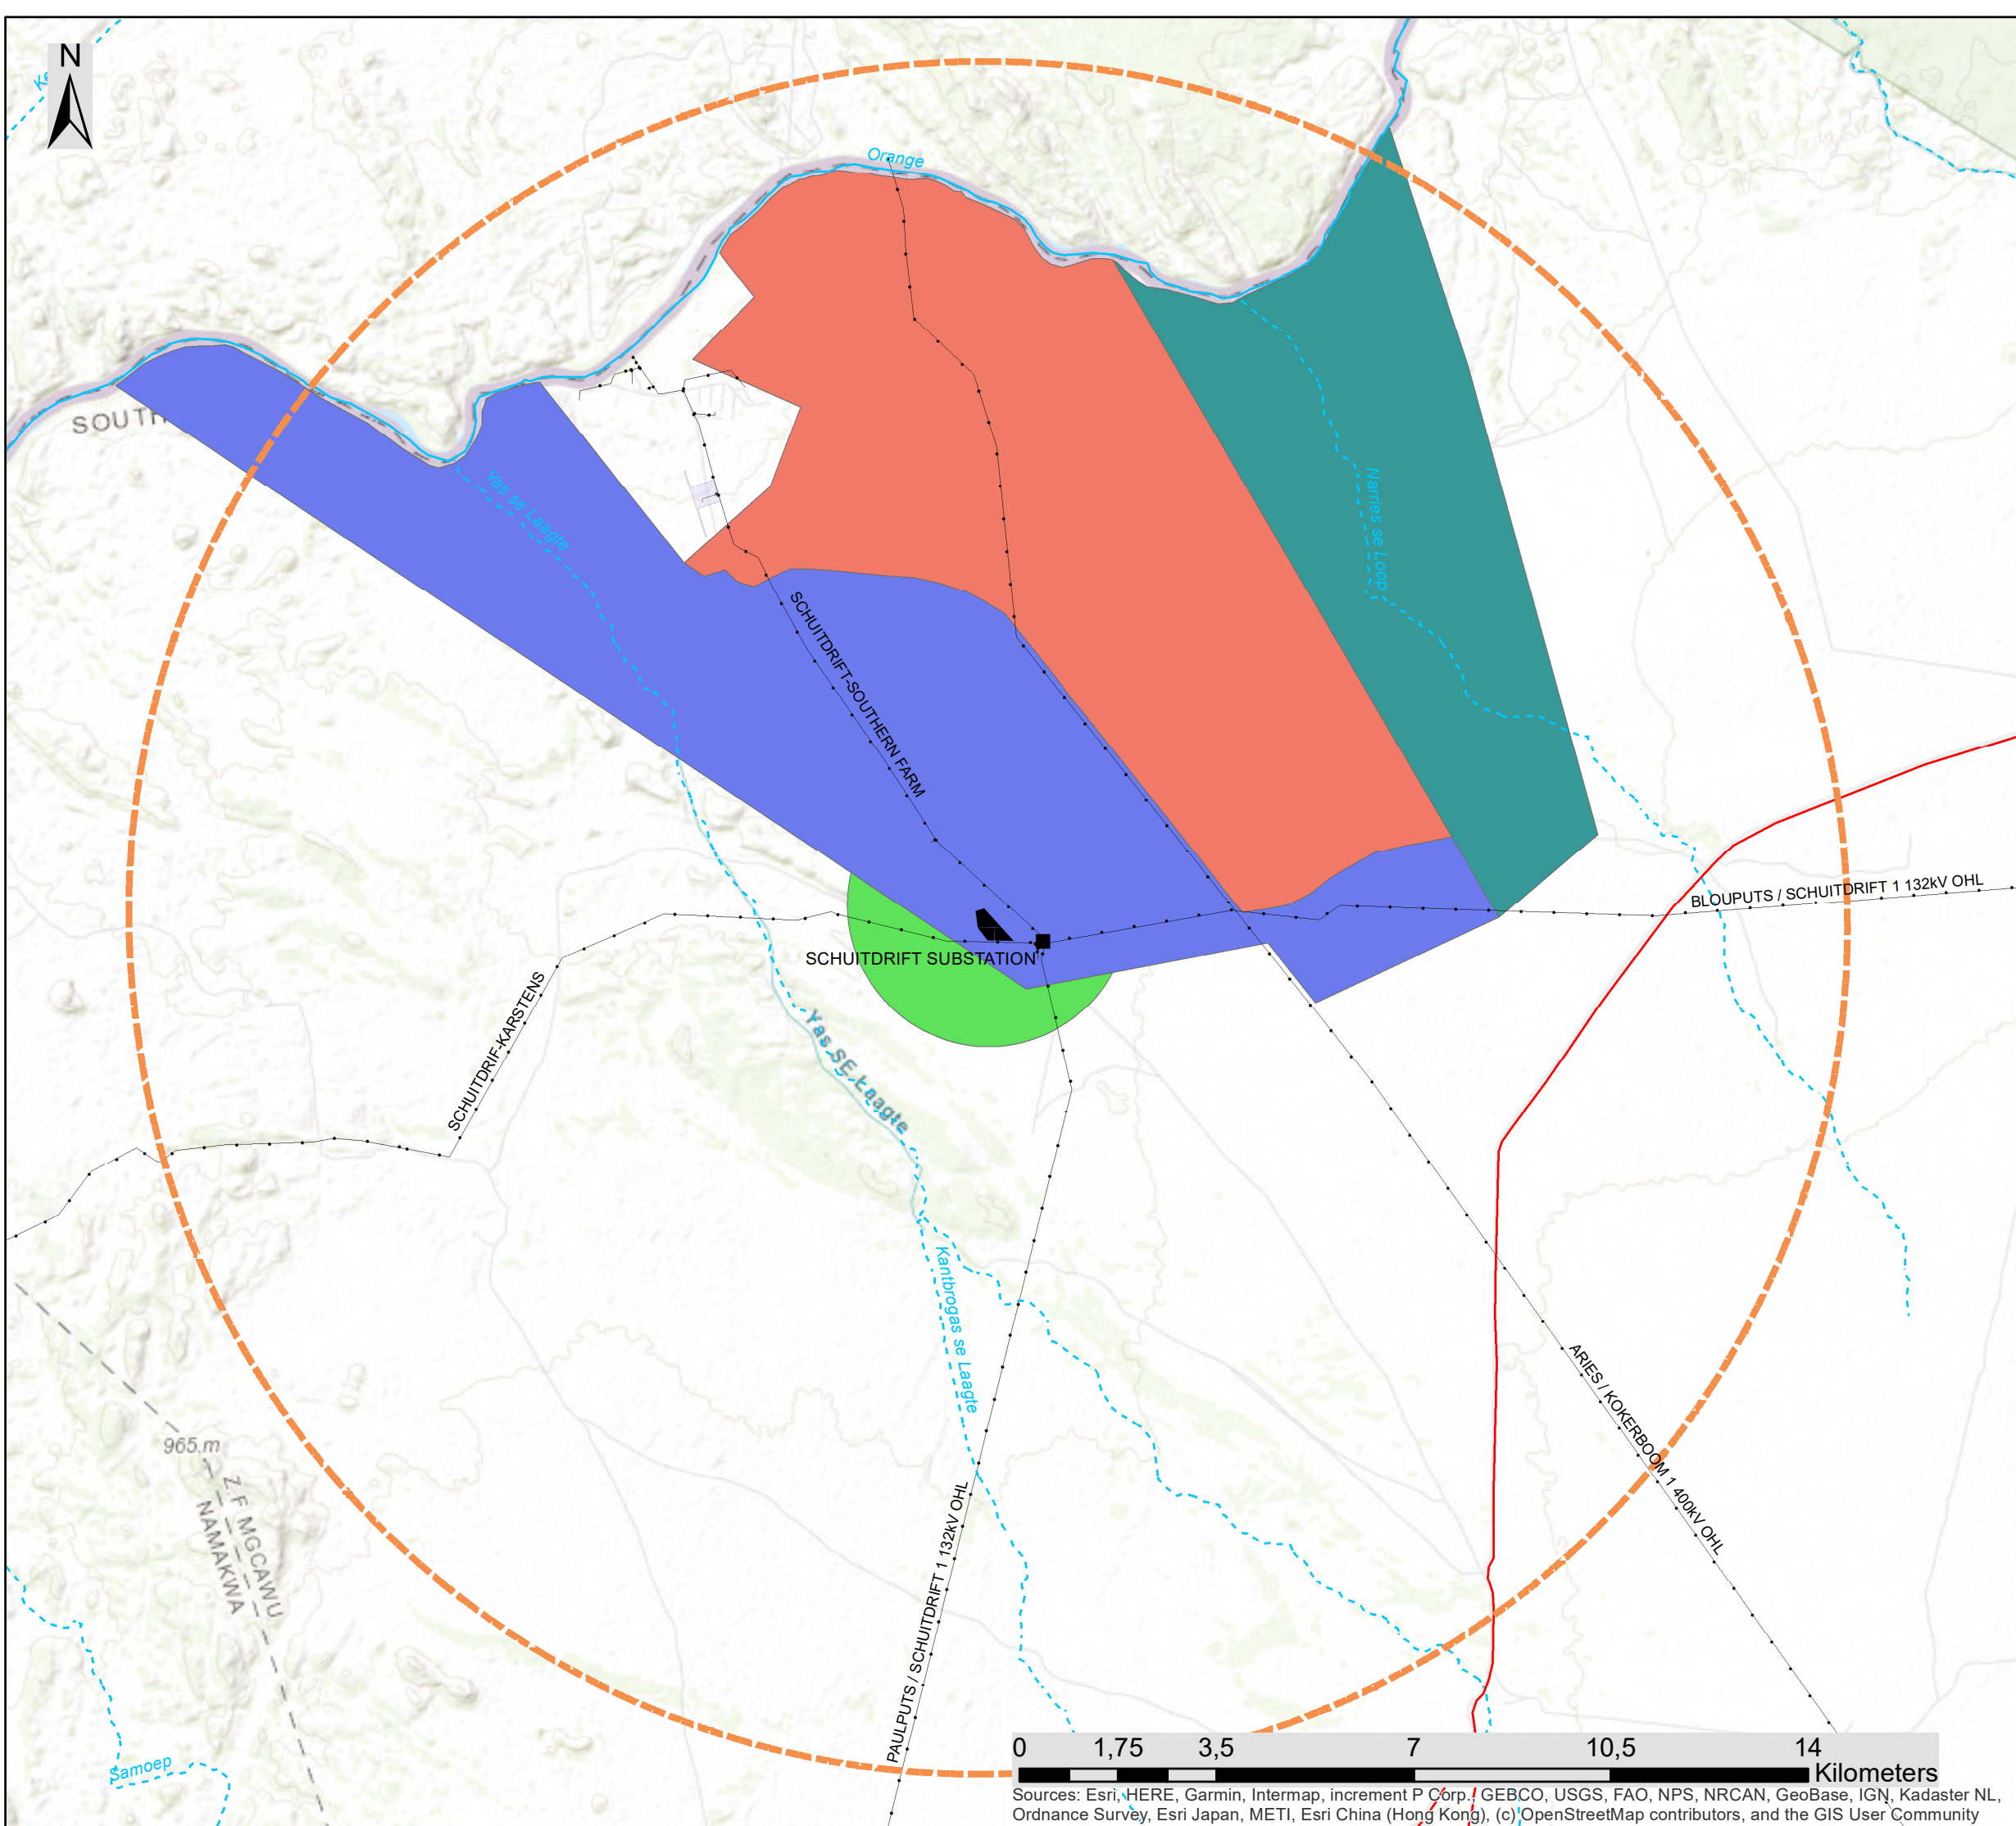 N
Orange
SOUTH
Yas se Laagte
Narries se Loop
SCHUITDRIFT-SOUTHERN FARM
BLOUPUTS / SCHUITDRIFT 1 132kV OHL
SCHUITDRIFT SUBSTATION
SCHUITDRIF-KARSTENS
Yas SE Laagte
Kantbrogas se Laagte
ARIES / KOKERBOOM 1 400kV OHL
965 m
Z F MGCAWU
NAMAKWA
PAULPUTS / SCHUITDRIFT 1 132kV OHL
Samoep
0 1,75 3,5 7 10,5 14
Kilometers
Sources: Esri, HERE, Garmin, Intermap, increment P Corp., GEBCO, USGS, FAO, NPS, NRCAN, GeoBase, IGN, Kadaster NL,
Ordnance Survey, Esri Japan, METI, Esri China (Hong Kong), (c) OpenStreetMap contributors, and the GIS User Community